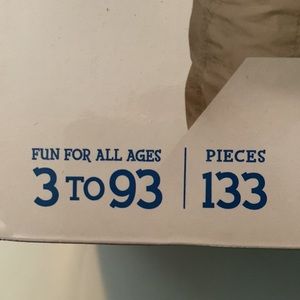 FUN FOR ALL AGES
3 TO 93
PIECES
133